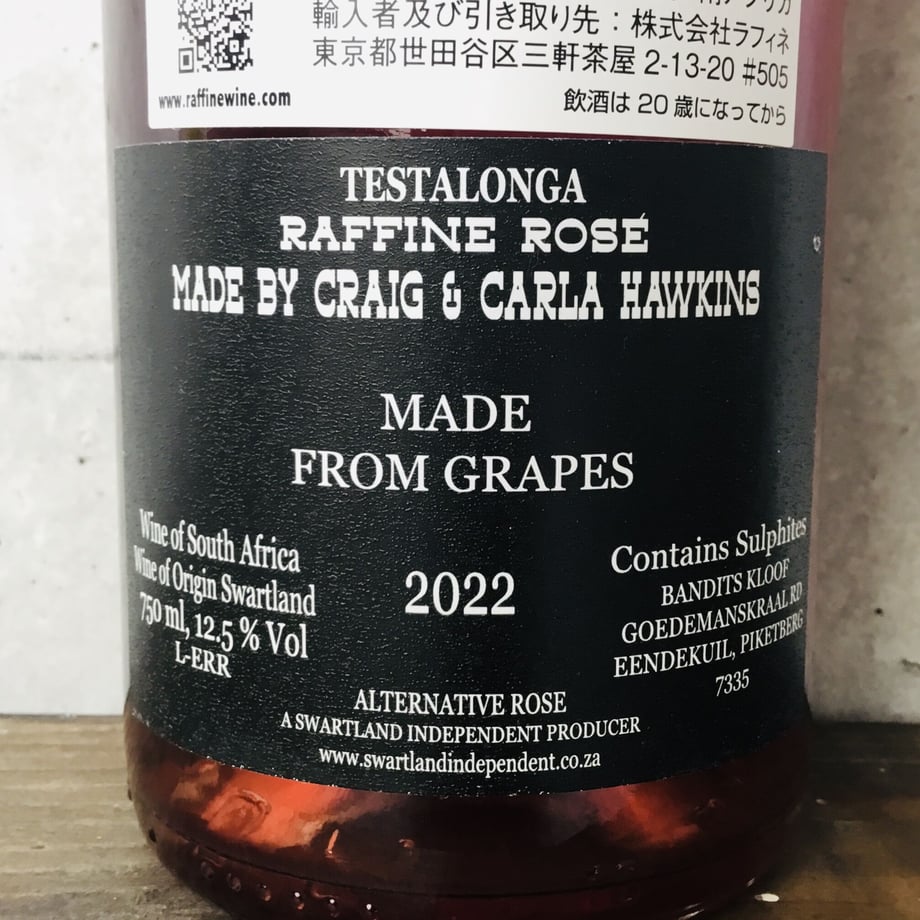 輸入者及び引き取り先：株式会社ラフィネ
東京都世田谷区三軒茶屋 2-13-20 #505
www.raffinewine.com
飲酒は 20 歳になってから
TESTALONGA
RAFFINE ROSÉ
MADE BY CRAIG & CARLA HAWKINS
MADE
FROM GRAPES
Wine of South Africa
Wine of Origin Swartland
750 ml, 12.5 % Vol
L-ERR
2022
Contains Sulphites
BANDITS KLOOF
GOEDEMANSKRAAL RD
EENDEKUIL, PIKETBERG
7335
ALTERNATIVE ROSE
A SWARTLAND INDEPENDENT PRODUCER
www.swartlandindependent.co.za